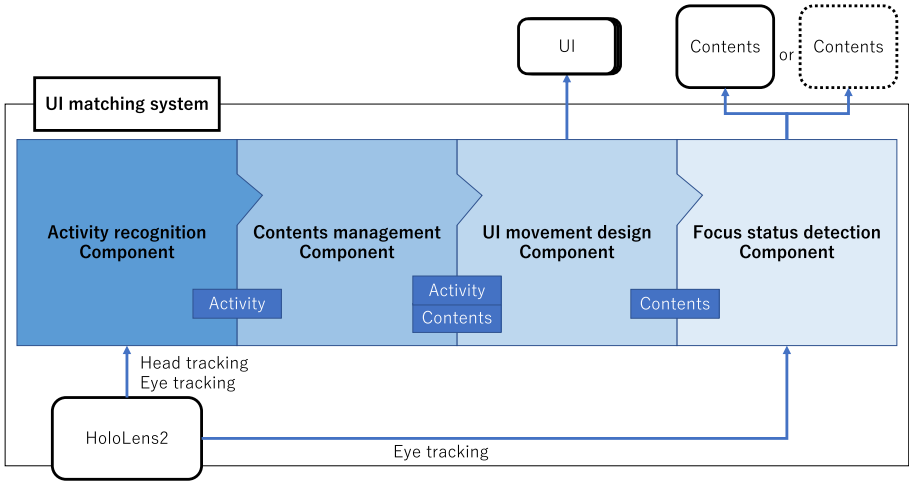 UI
Contents
or
Contents
UI matching system
Activity recognition
Component
Contents management
Component
UI movement design
Component
Focus status detection
Component
Activity
Activity
Contents
Contents
Head tracking
Eye tracking
HoloLens2
Eye tracking